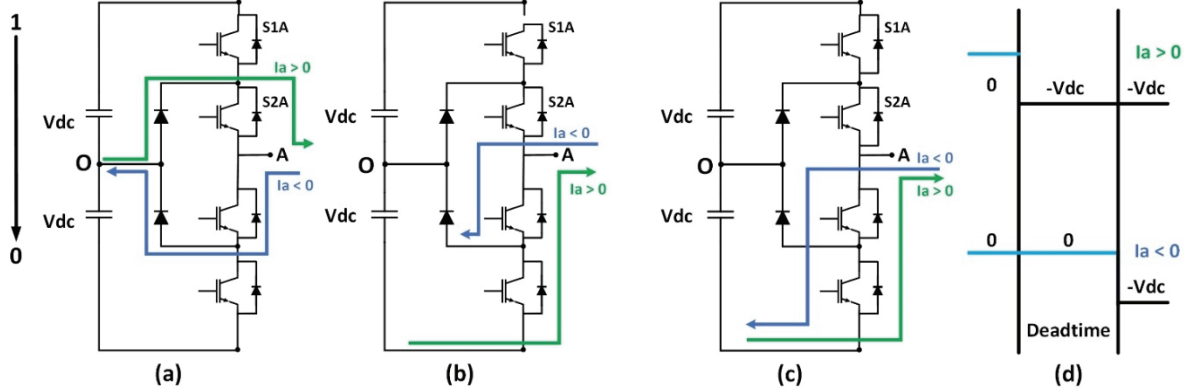 1
0
S1A
Ia > 0
S2A
Vdc
O
A
Ia < 0
Vdc
(a)
S1A
S2A
Vdc
Ia < 0
O
A
Ia > 0
Vdc
(b)
S1A
S2A
Vdc
O
A
Ia < 0
Ia > 0
Vdc
(c)
Ia > 0
0
-Vdc
-Vdc
0
0
Ia < 0
-Vdc
Deadtime
(d)